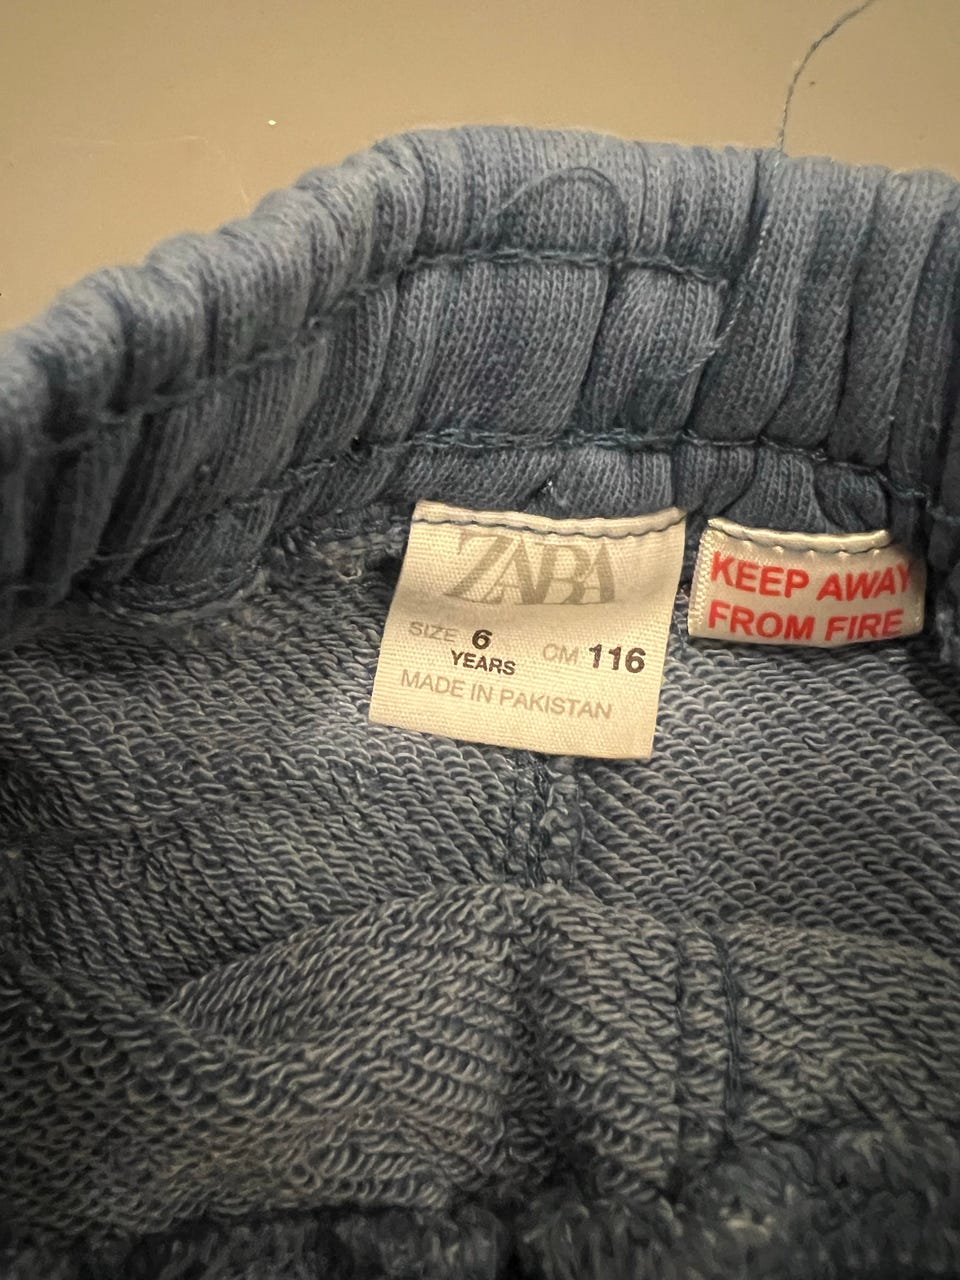 ZARA
SIZE 6 CM 116
YEARS
MADE IN PAKISTAN
KEEP AWAY
FROM FIRE